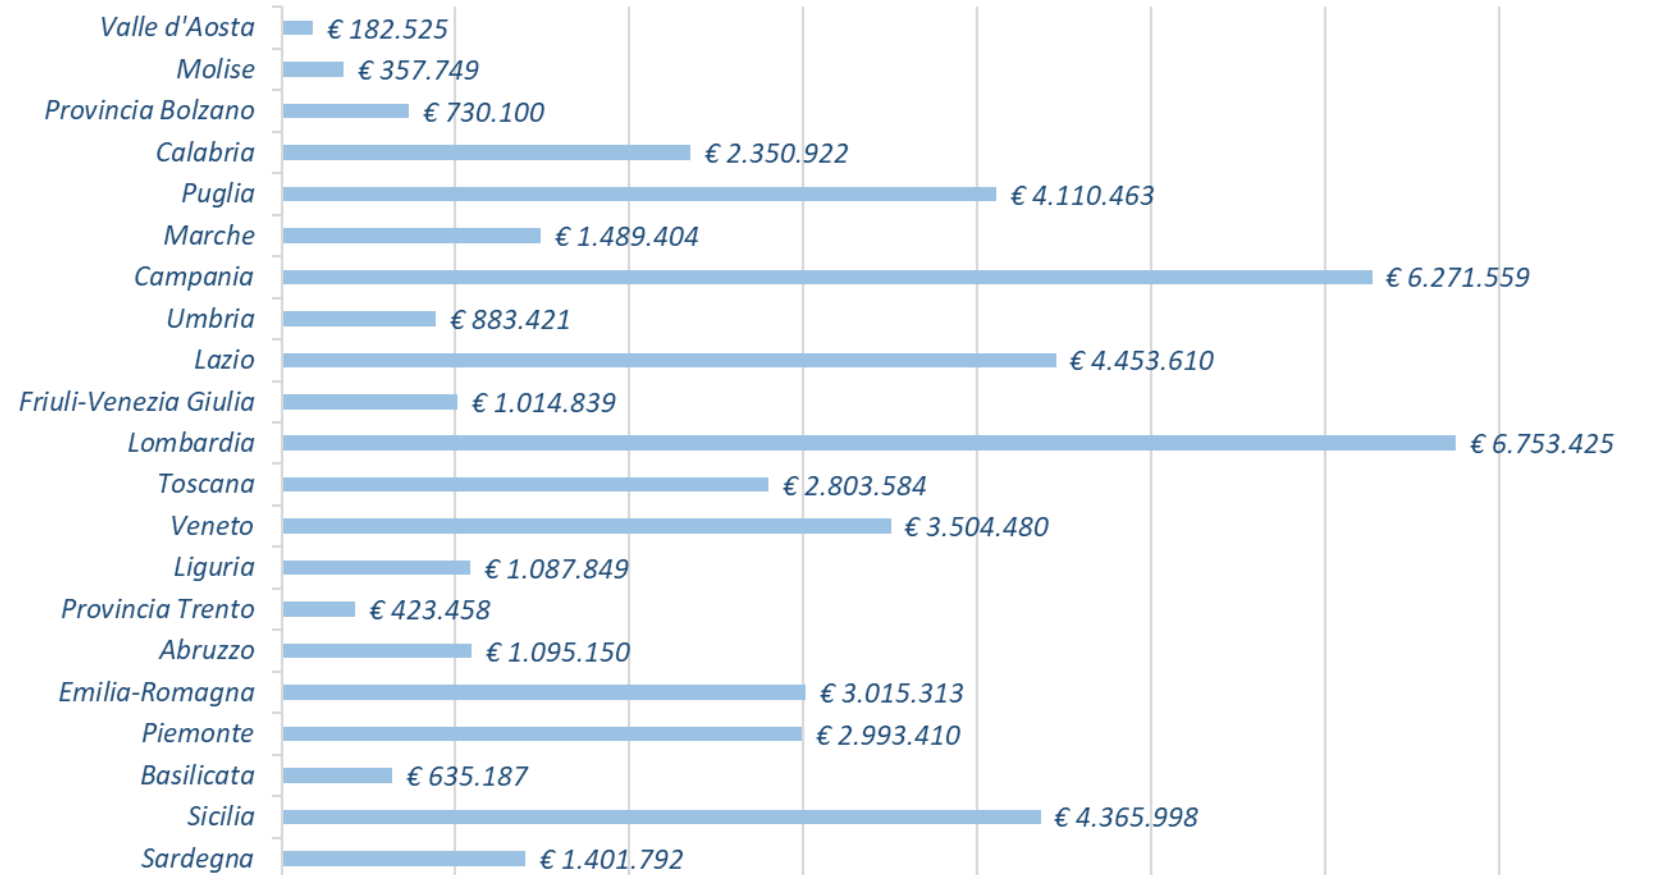 Valle d'Aosta € 182.525
Molise € 357.749
Provincia Bolzano € 730.100
Calabria € 2.350.922
Puglia € 4.110.463
Marche € 1.489.404
Campania € 6.271.559
Umbria € 883.421
Lazio € 4.453.610
Friuli-Venezia Giulia € 1.014.839
Lombardia € 6.753.425
Toscana € 2.803.584
Veneto € 3.504.480
Liguria € 1.087.849
Provincia Trento € 423.458
Abruzzo € 1.095.150
Emilia-Romagna € 3.015.313
Piemonte € 2.993.410
Basilicata € 635.187
Sicilia € 4.365.998
Sardegna € 1.401.792